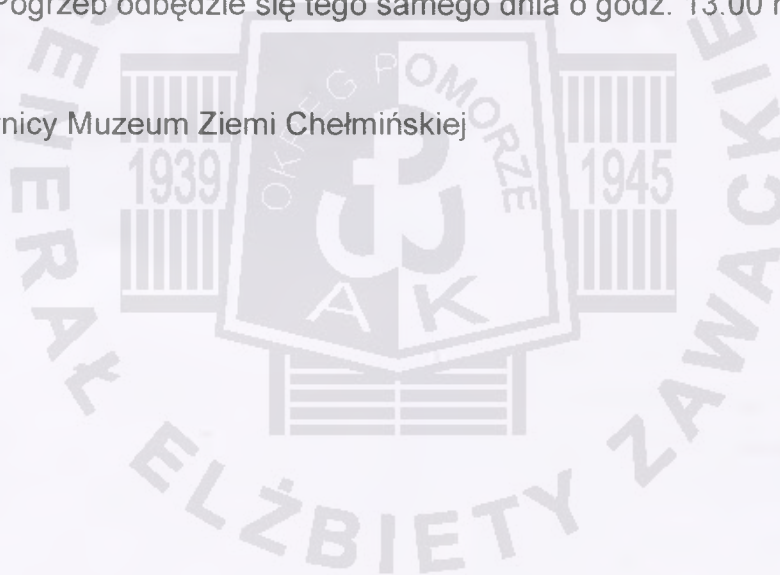 Pogrzeb odbędzie się tego samego dnia o godz. 13.00
nicy Muzeum Ziemi Chełmińskiej
OKRĘG POMORZE
1939
1945
AK
GENERAŁ ELŻBIETY ZAWACKIE